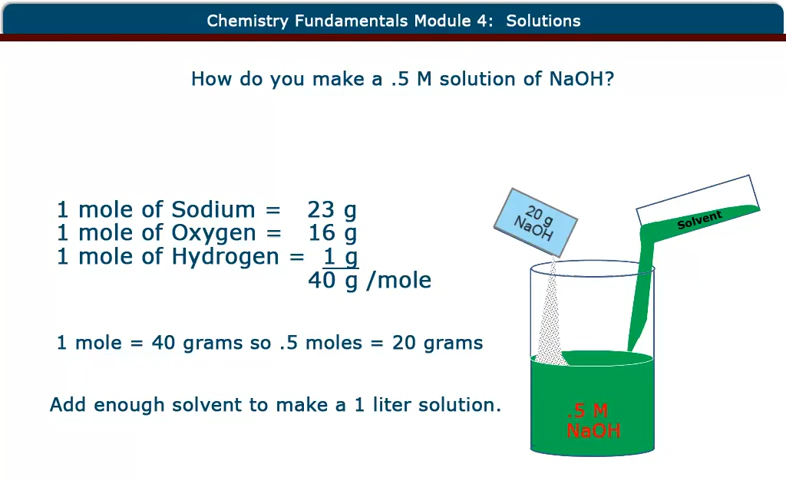 Chemistry Fundamentals Module 4: Solutions
How do you make a .5 M solution of NaOH?
1 mole of Sodium = 23 g
1 mole of Oxygen = 16 g
1 mole of Hydrogen = 1 g
40 g /mole
1 mole = 40 grams so .5 moles = 20 grams
Add enough solvent to make a 1 liter solution.
20 g
NaOH
Solvent
.5 M
NaOH